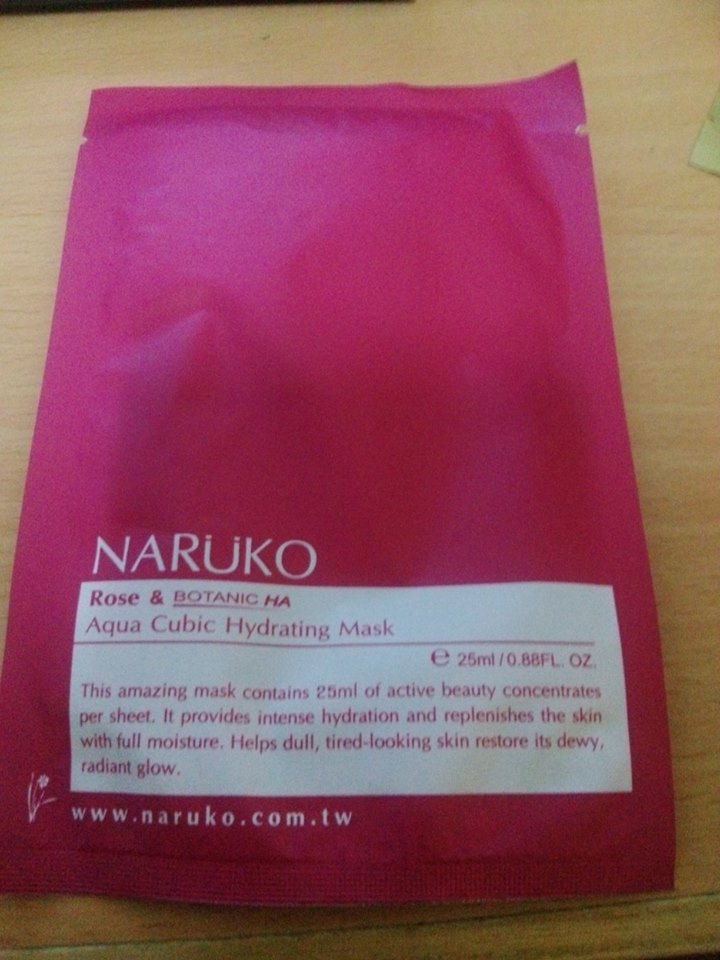 NARÜKO
Rose & BOTANIC HA
Aqua Cubic Hydrating Mask
℮ 25ml/0.88FL. OZ.
This amazing mask contains 25ml of active beauty concentrates
per sheet. It provides intense hydration and replenishes the skin
with full moisture. Helps dull, tired-looking skin restore its dewy,
radiant glow.
www.naruko.com.tw